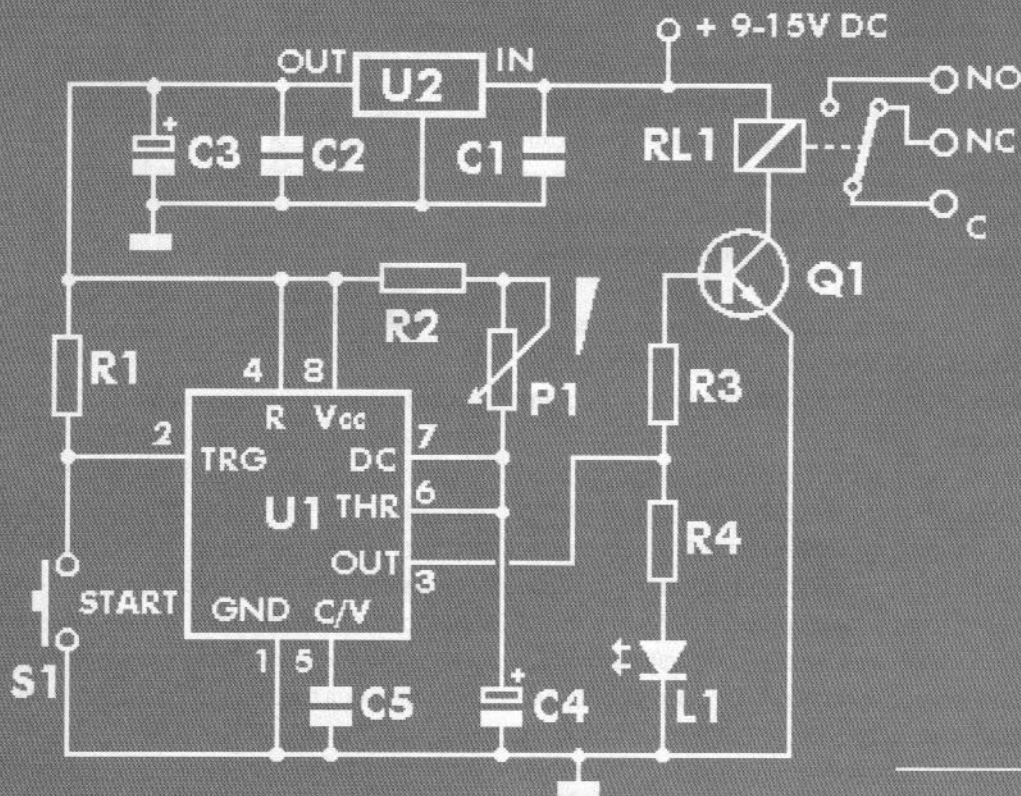 + 9-15V DC
OUT
U2
IN
NO
C3
+
C2
C1
RL1
NC
C
Q1
R2
R1
4
8
P1
R3
R
Vcc
2
7
TRG
DC
6
U1
THR
R4
OUT
3
START
GND
C/V
1
5
S1
+
C5
C4
L1